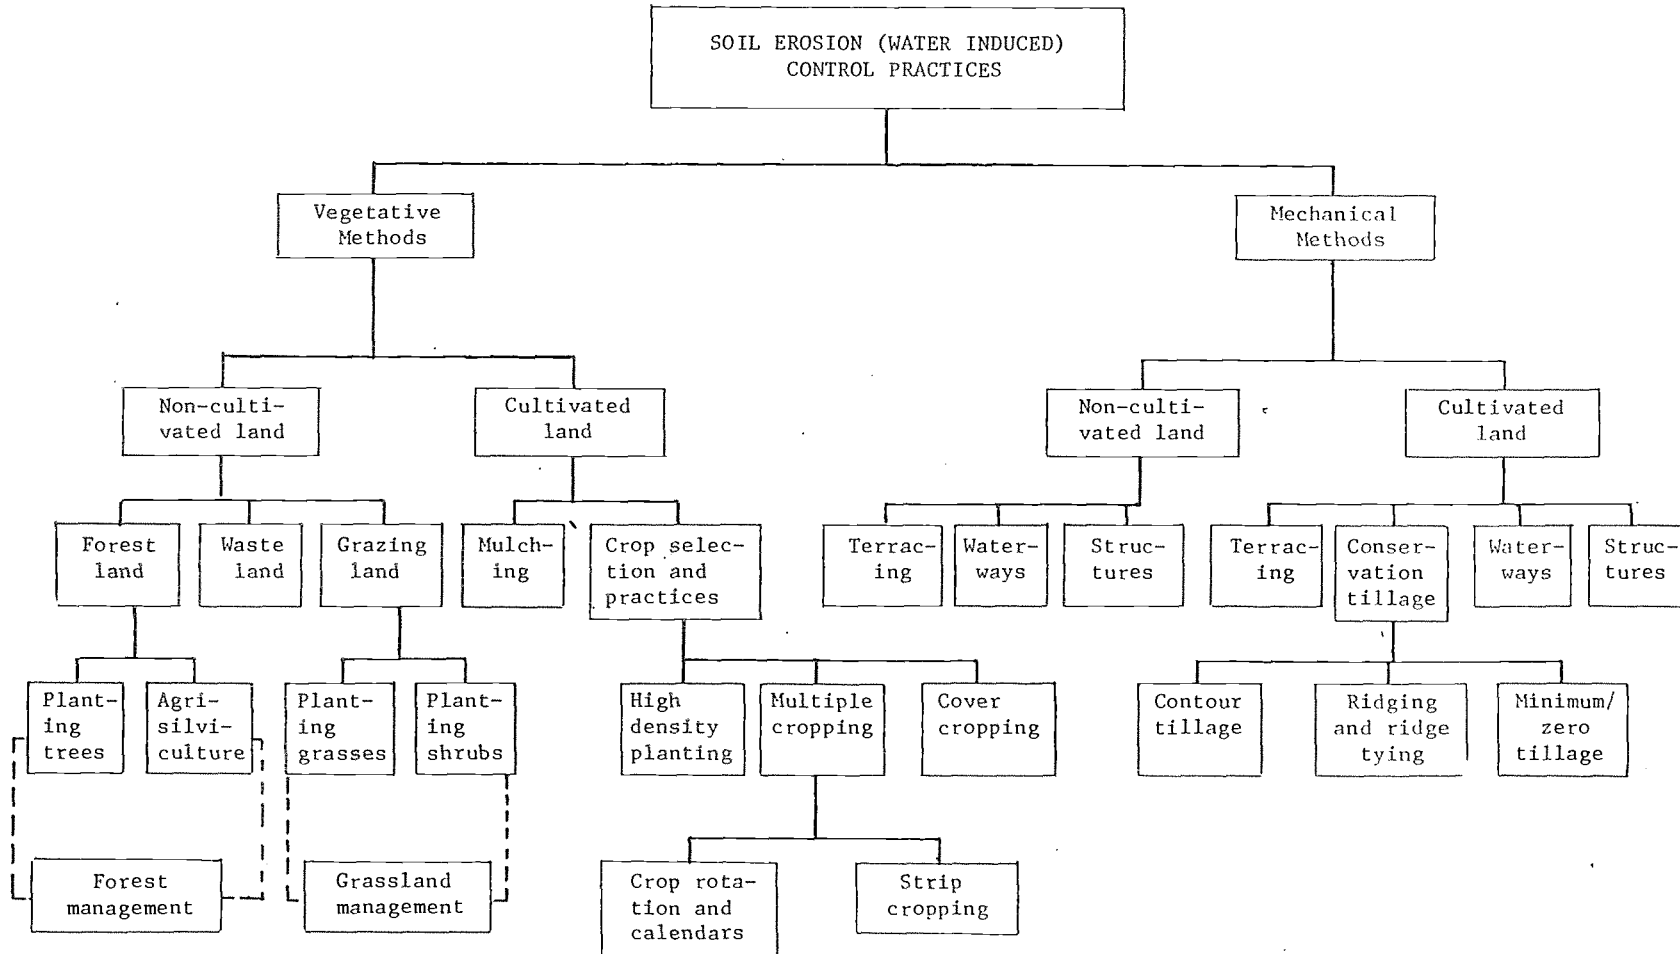 SOIL EROSION (WATER INDUCED)
CONTROL PRACTICES
Vegetative
Methods
Mechanical
Methods
Non-culti-
vated land
Cultivated
land
Non-culti-
vated land
Cultivated
land
Forest
land
Waste
land
Grazing
land
Mulch-
ing
Crop selec-
tion and
practices
Terrac-
ing
Water-
ways
Struc-
tures
Terrac-
ing
Conser-
vation
tillage
Water-
ways
Struc-
tures
Plant-
ing
trees
Agri-
silvi-
culture
Plant-
ing
grasses
Plant-
ing
shrubs
High
density
planting
Multiple
cropping
Cover
cropping
Contour
tillage
Ridging
and ridge
tying
Minimum/
zero
tillage
Forest
management
Grassland
management
Crop rota-
tion and
calendars
Strip
cropping